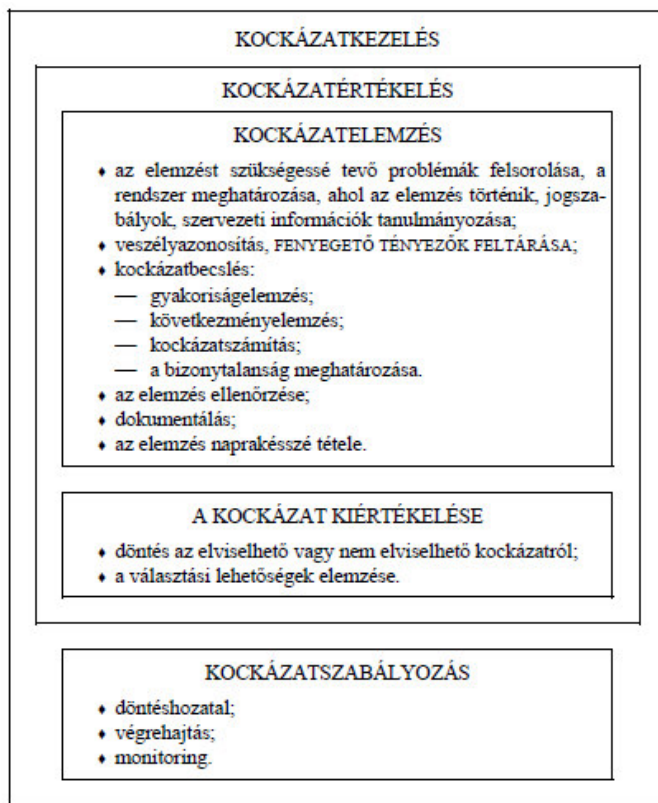 KOCKÁZATKEZELÉS
KOCKÁZATÉRTÉKELÉS
KOCKÁZATELEMZÉS
♦ az elemzést szükségessé tevő problémák felsorolása, a
rendszer meghatározása, ahol az elemzés történik, jogsza-
bályok, szervezeti információk tanulmányozása;
♦ veszélyazonosítás, FENYEGETŐ TÉNYEZŐK FELTÁRÁSA;
♦ kockázatbecslés:
— gyakoriságelemzés;
— következményelemzés;
— kockázatszámítás;
— a bizonytalanság meghatározása.
♦ az elemzés ellenőrzése;
♦ dokumentálás;
♦ az elemzés naprakésszé tétele.
A KOCKÁZAT KIÉRTÉKELÉSE
♦ döntés az elviselhető vagy nem elviselhető kockázatról;
♦ a választási lehetőségek elemzése.
KOCKÁZATSZABÁLYOZÁS
♦ döntéshozatal;
♦ végrehajtás;
♦ monitoring.